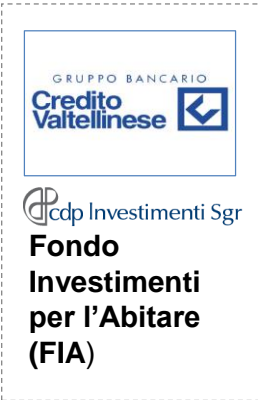 GRUPPO BANCARIO
Credito
Valtellinese
cdp Investimenti Sgr
Fondo
Investimenti
per l’Abitare
(FIA)